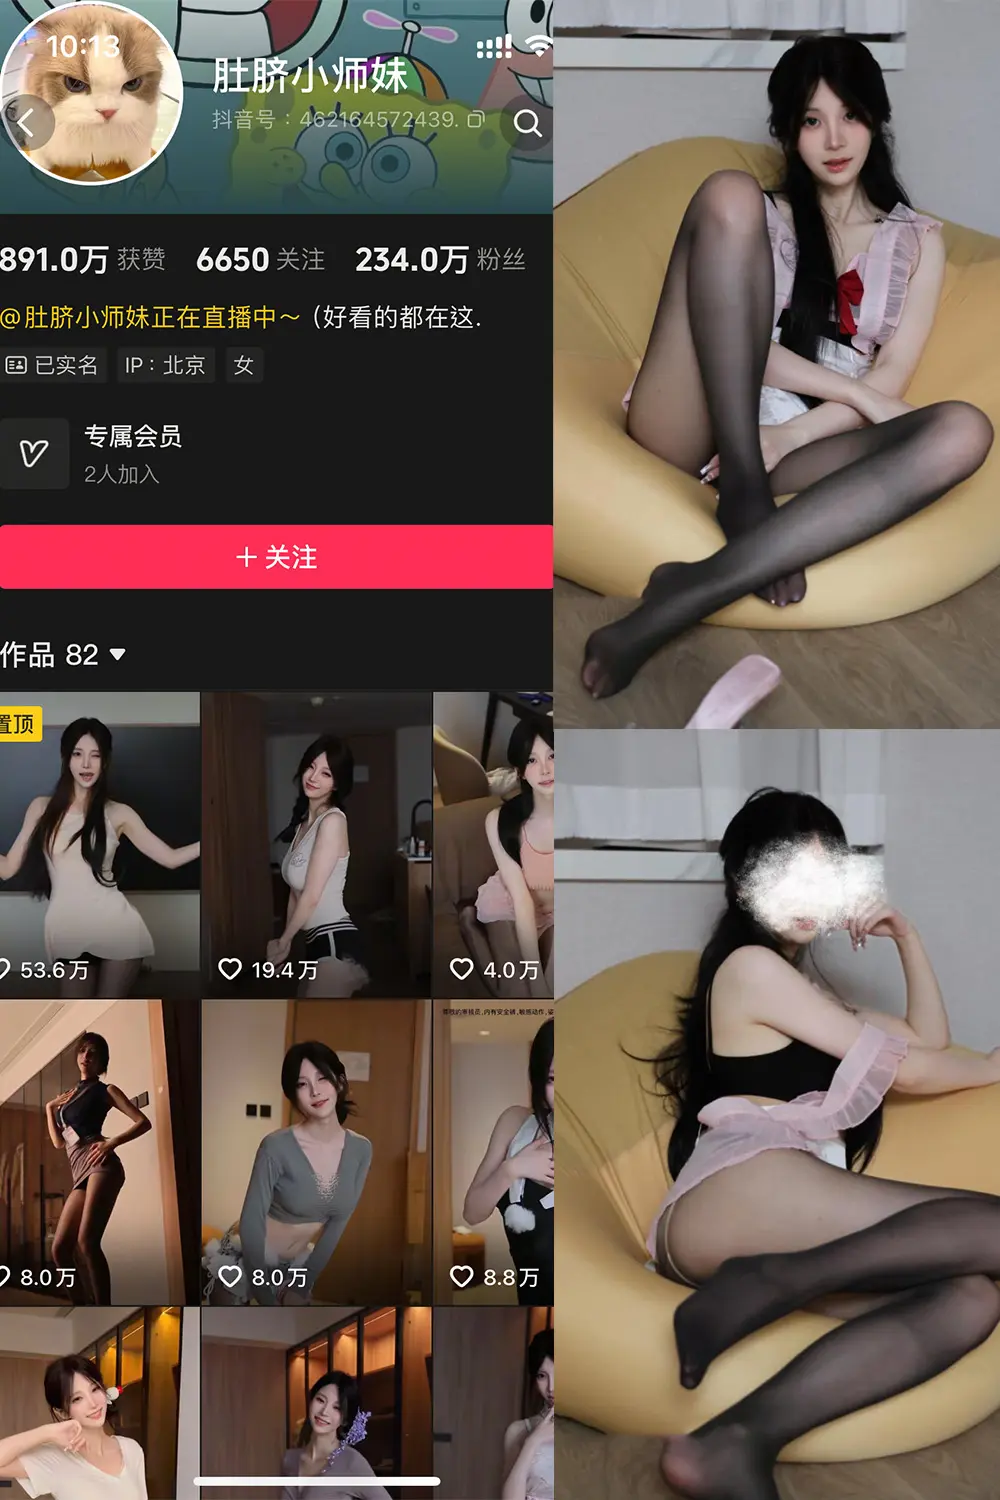 10:13
肚脐小师妹
抖音号：462164572439.
891.0万 获赞 6650 关注 234.0万 粉丝
@肚脐小师妹正在直播中～（好看的都在这.
已实名 IP：北京 女
专属会员
2人加入
＋ 关注
作品 82
置顶
53.6万 19.4万 4.0万
8.0万 8.0万 8.8万